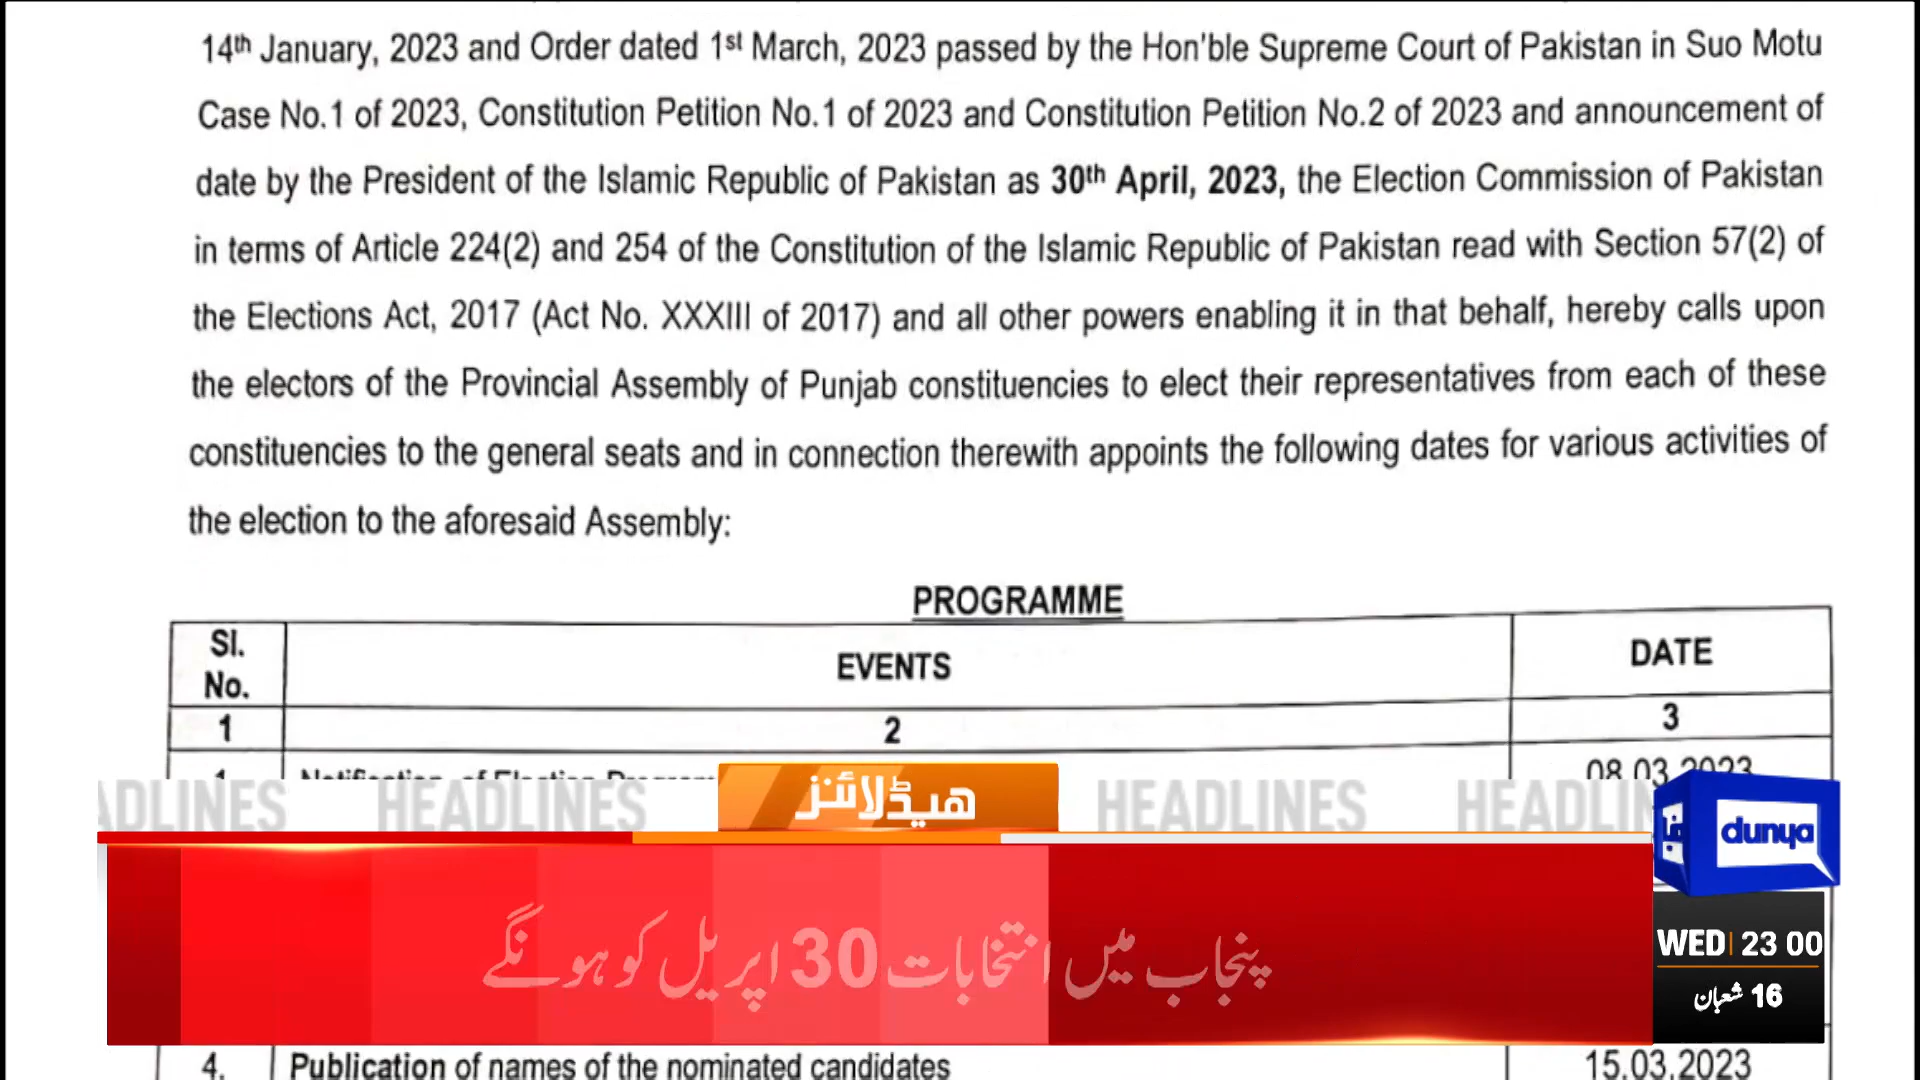 14th January, 2023 and Order dated 1st March, 2023 passed by the Hon'ble Supreme Court of Pakistan in Suo Motu
Case No.1 of 2023, Constitution Petition No.1 of 2023 and Constitution Petition No.2 of 2023 and announcement of
date by the President of the Islamic Republic of Pakistan as 30th April, 2023, the Election Commission of Pakistan
in terms of Article 224(2) and 254 of the Constitution of the Islamic Republic of Pakistan read with Section 57(2) of
the Elections Act, 2017 (Act No. XXXIII of 2017) and all other powers enabling it in that behalf, hereby calls upon
the electors of the Provincial Assembly of Punjab constituencies to elect their representatives from each of these
constituencies to the general seats and in connection therewith appoints the following dates for various activities of
the election to the aforesaid Assembly:
PROGRAMME
Sl. No. EVENTS DATE
1 2 3
1. Notification of Election 08.03.2023
HEADLINES ہیڈلائنز HEADLINES
dunya
پنجاب میں انتخابات 30 اپریل کو ہونگے
WED 23 00
16 شعبان
4. Publication of names of the nominated candidates 15.03.2023